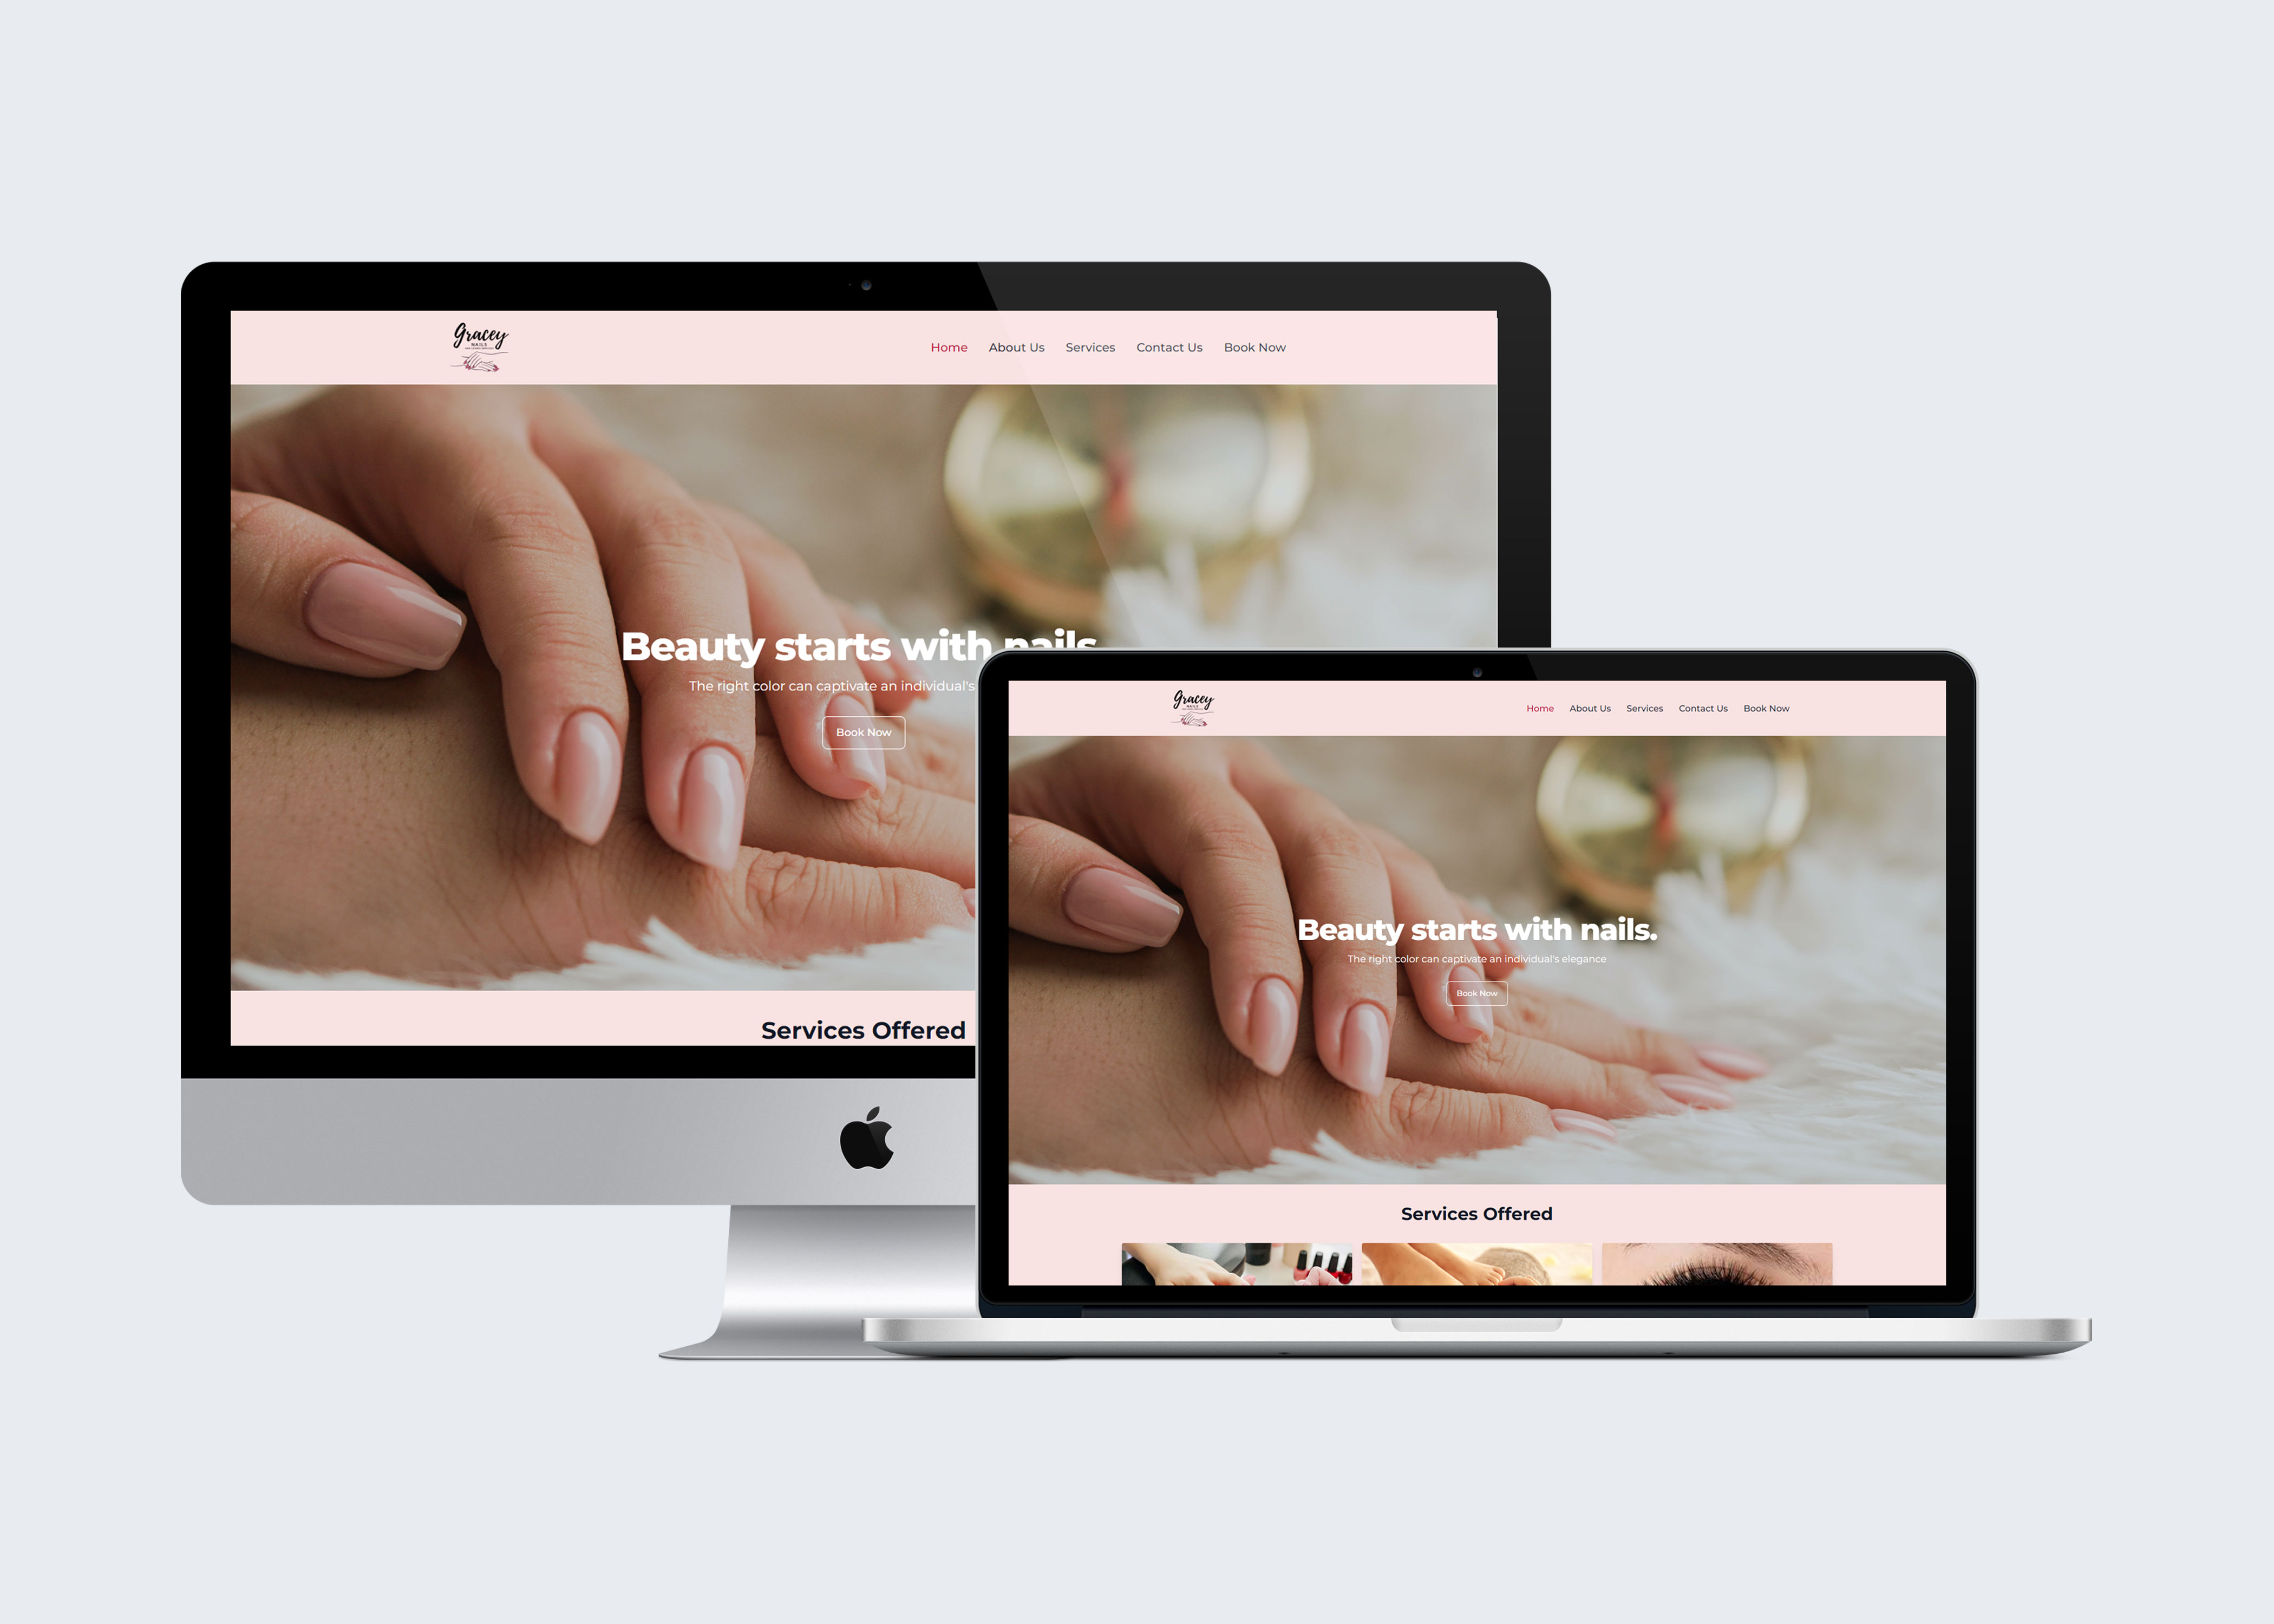 Gracey
NAILS
Home About Us Services Contact Us Book Now
Beauty starts with nails
The right color can captivate an individual's
Book Now
Services Offered
Gracey
NAILS
Home About Us Services Contact Us Book Now
Beauty starts with nails.
The right color can captivate an individual's elegance
Book Now
Services Offered